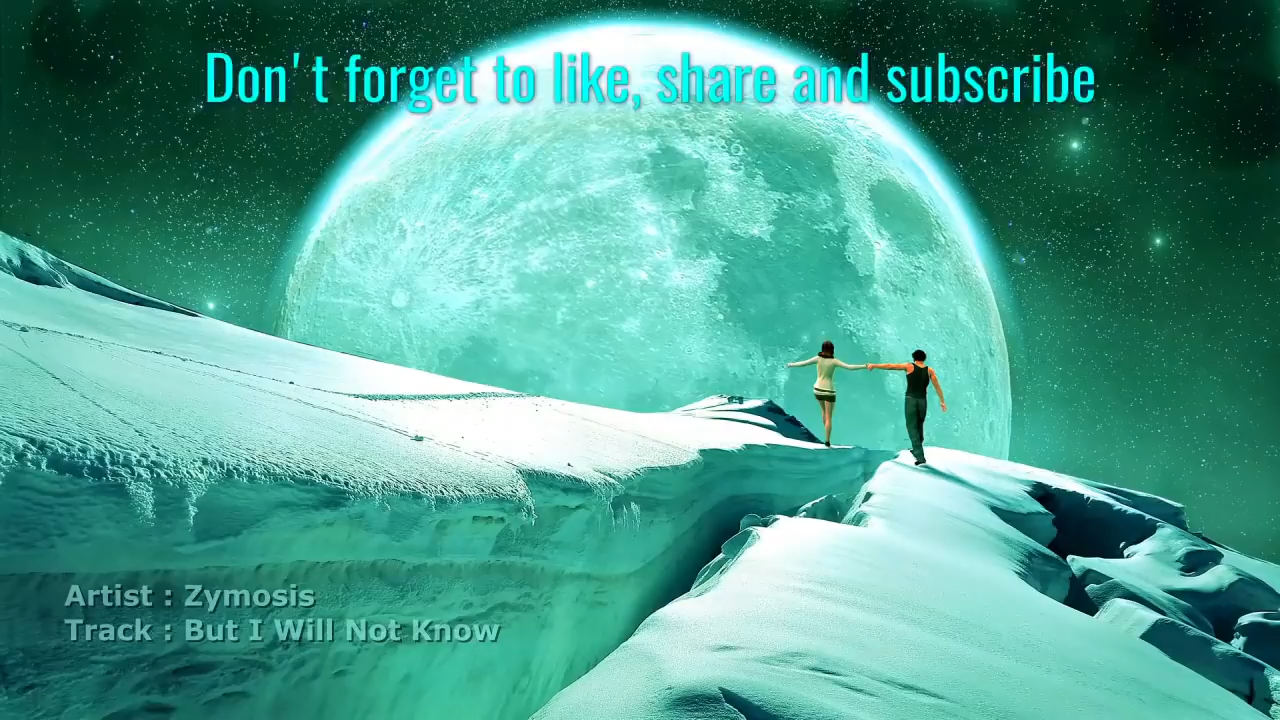 Don't forget to like, share and subscribe
Artist : Zymosis
Track : But I Will Not Know